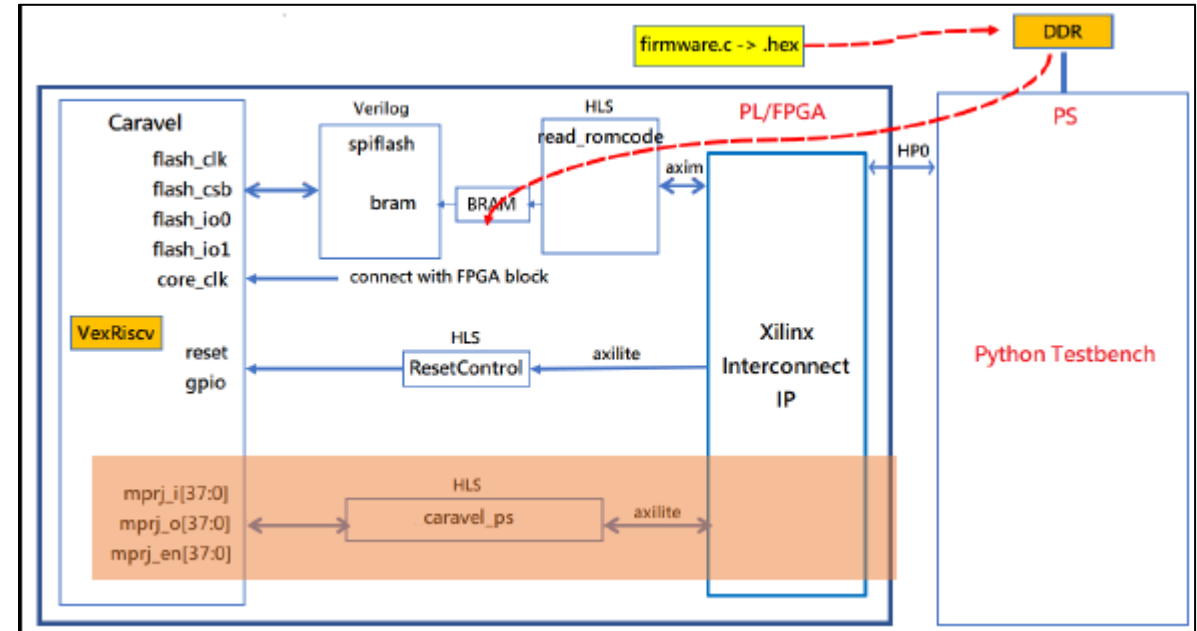 firmware.c -> .hex
DDR
Caravel
flash_clk
flash_csb
flash_io0
flash_io1
core_clk
VexRiscv
reset
gpio
mprj_i[37:0]
mprj_o[37:0]
mprj_en[37:0]
Verilog
spiflash
bram
BRAM
HLS
read_romcode
axim
connect with FPGA block
HLS
ResetControl
axilite
HLS
caravel_ps
axilite
PL/FPGA
Xilinx
Interconnect
IP
HP0
PS
Python Testbench